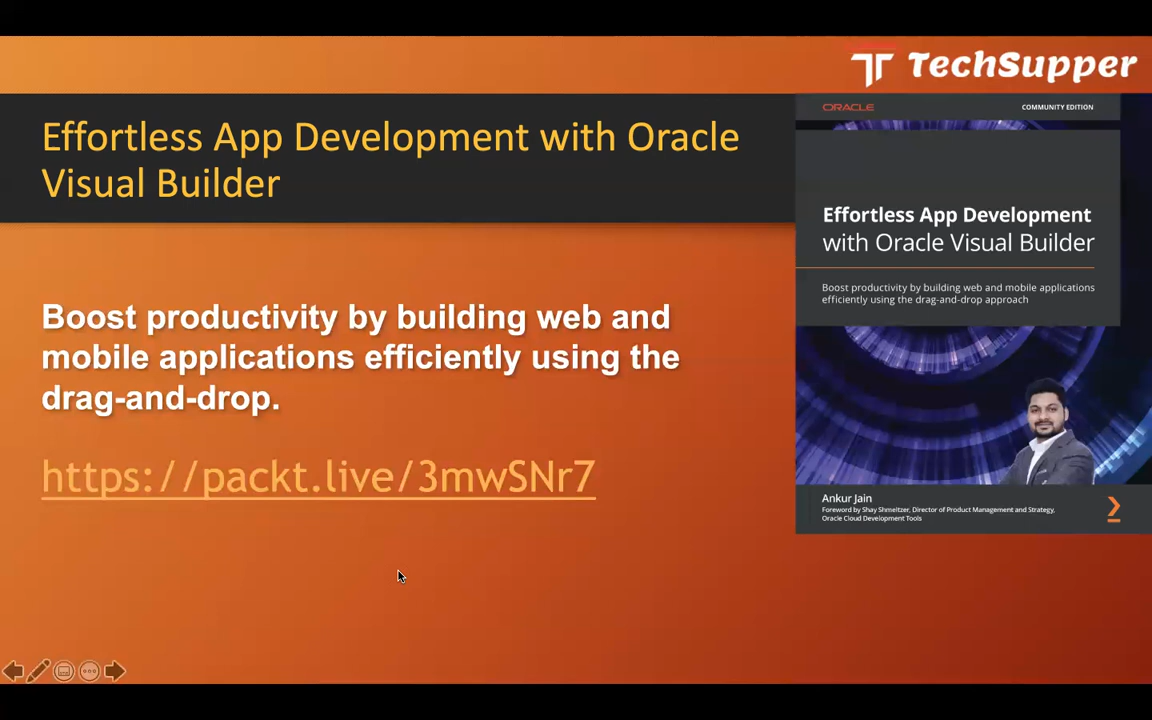 TechSupper
Effortless App Development with Oracle
Visual Builder
Boost productivity by building web and
mobile applications efficiently using the
drag-and-drop.
https://packt.live/3mwSNr7
ORACLE
COMMUNITY EDITION
Effortless App Development
with Oracle Visual Builder
Boost productivity by building web and mobile applications
efficiently using the drag-and-drop approach
Ankur Jain
Foreword by Shay Shmeltzer, Director of Product Management and Strategy,
Oracle Cloud Development Tools